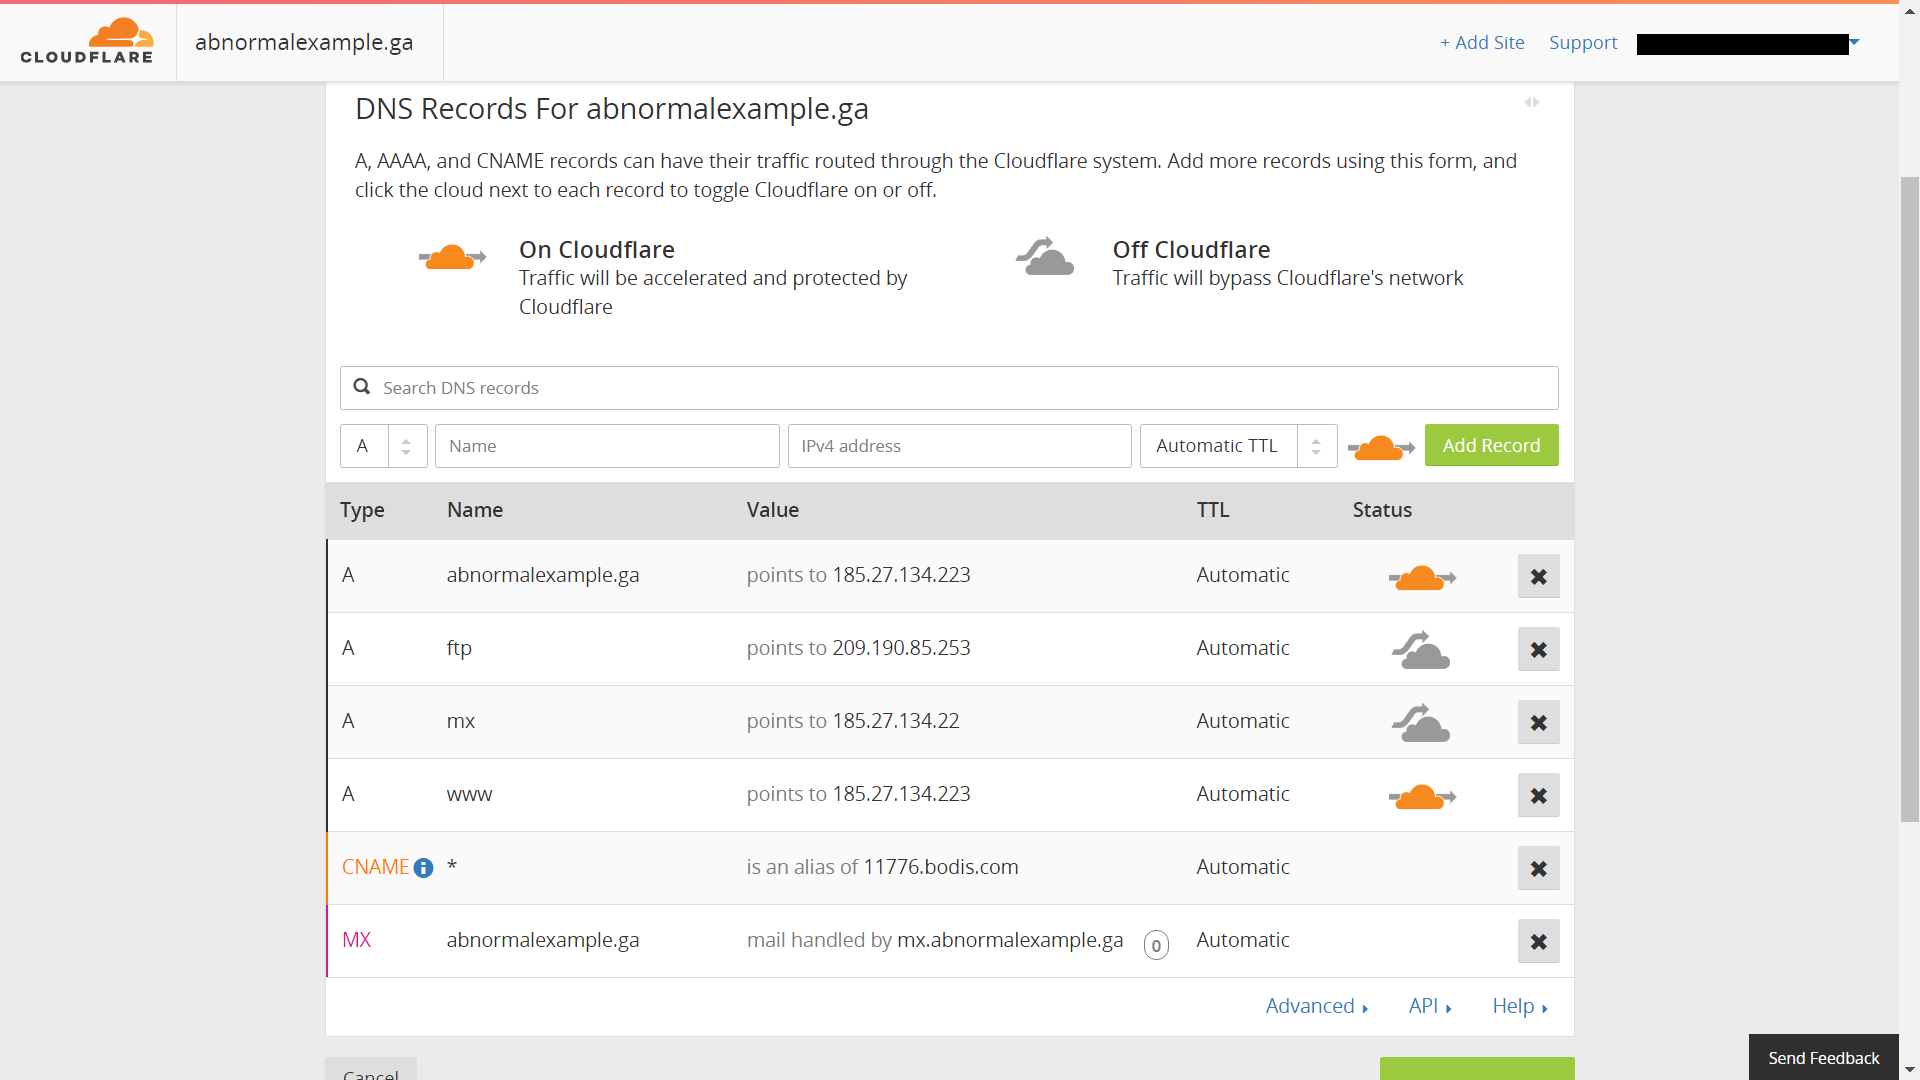 CLOUDFLARE
abnormalexample.ga
+ Add Site
Support
DNS Records For abnormalexample.ga
A, AAAA, and CNAME records can have their traffic routed through the Cloudflare system. Add more records using this form, and
click the cloud next to each record to toggle Cloudflare on or off.
On Cloudflare
Traffic will be accelerated and protected by
Cloudflare
Off Cloudflare
Traffic will bypass Cloudflare's network
Search DNS records
A Name IPv4 address Automatic TTL Add Record
Type Name Value TTL Status
A abnormalexample.ga points to 185.27.134.223 Automatic
A ftp points to 209.190.85.253 Automatic
A mx points to 185.27.134.22 Automatic
A www points to 185.27.134.223 Automatic
CNAME * is an alias of 11776.bodis.com Automatic
MX abnormalexample.ga mail handled by mx.abnormalexample.ga 0 Automatic
Advanced API Help
Cancel
Send Feedback